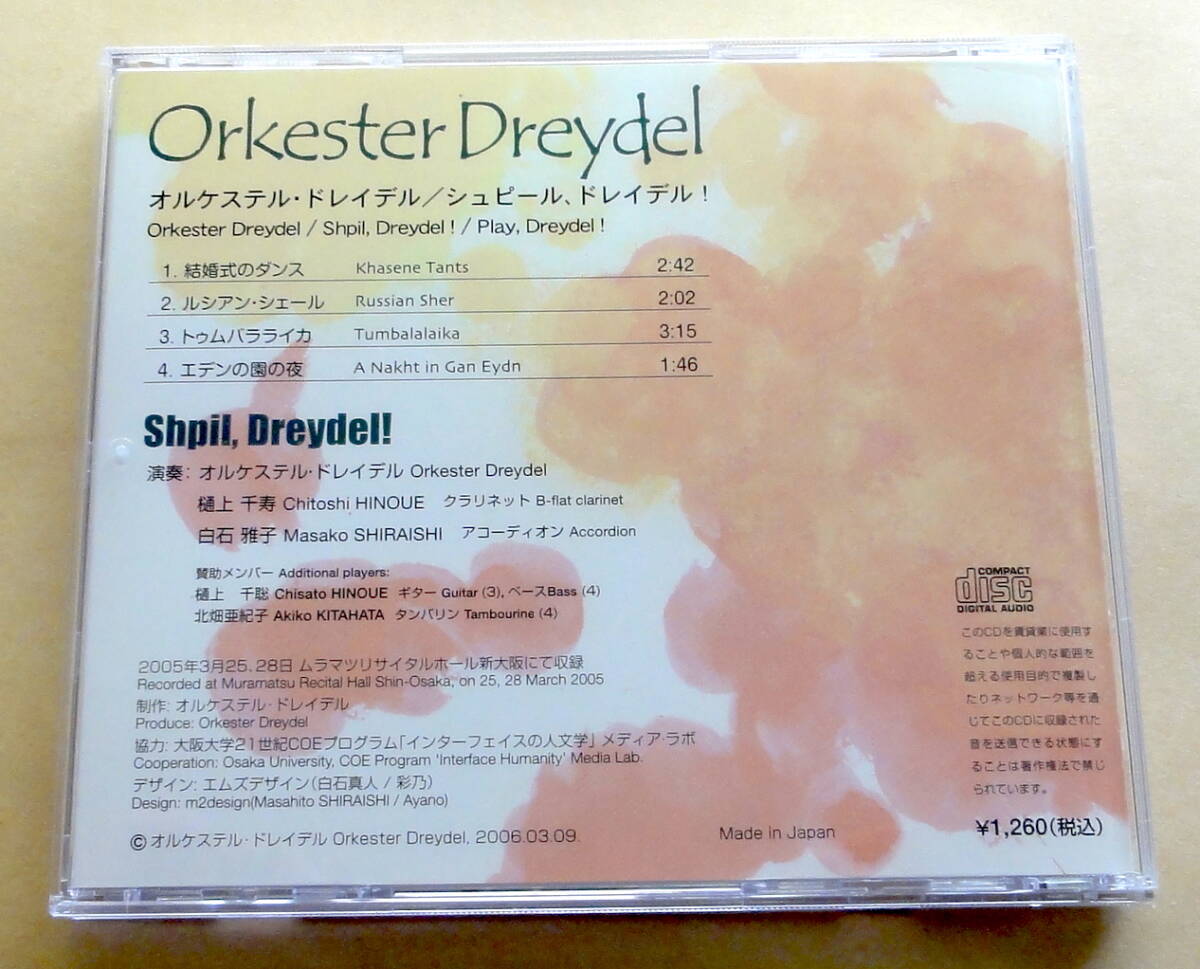 Orkester Dreydel
オルケステル・ドレイデル／シュピール、ドレイデル！
Orkester Dreydel / Shpil, Dreydel ! / Play, Dreydel !
1. 結婚式のダンス Khasene Tants 2:42
2. ルシアン・シェール Russian Sher 2:02
3. トゥムバラライカ Tumbalalaika 3:15
4. エデンの園の夜 A Nakht in Gan Eydn 1:46
Shpil, Dreydel!
演奏: オルケステル・ドレイデル Orkester Dreydel
樋上 千寿 Chitoshi HINOUE クラリネット B-flat clarinet
白石 雅子 Masako SHIRAISHI アコーディオン Accordion
賛助メンバー Additional players:
樋上 千聡 Chisato HINOUE ギター Guitar (3), ベースBass (4)
北畑亜紀子 Akiko KITAHATA タンバリン Tambourine (4)
2005年3月25, 28日 ムラマツリサイタルホール新大阪にて収録
Recorded at Muramatsu Recital Hall Shin-Osaka, on 25, 28 March 2005
制作: オルケステル・ドレイデル
Produce: Orkester Dreydel
協力: 大阪大学21世紀COEプログラム「インターフェイスの人文学」 メディア・ラボ
Cooperation: Osaka University, COE Program 'Interface Humanity' Media Lab.
デザイン: エムズデザイン（白石真人 / 彩乃）
Design: m2design(Masahito SHIRAISHI / Ayano)
© オルケステル・ドレイデル Orkester Dreydel, 2006.03.09.
Made in Japan
COMPACT
disc
DIGITAL AUDIO
このCDを賃貸業に使用す
ることや個人的な範囲を
超える使用目的で複製し
たりネットワーク等を通
じてこのCDに収録された
音を送信できる状態にす
ることは著作権法で禁じ
られています。
¥1,260(税込)